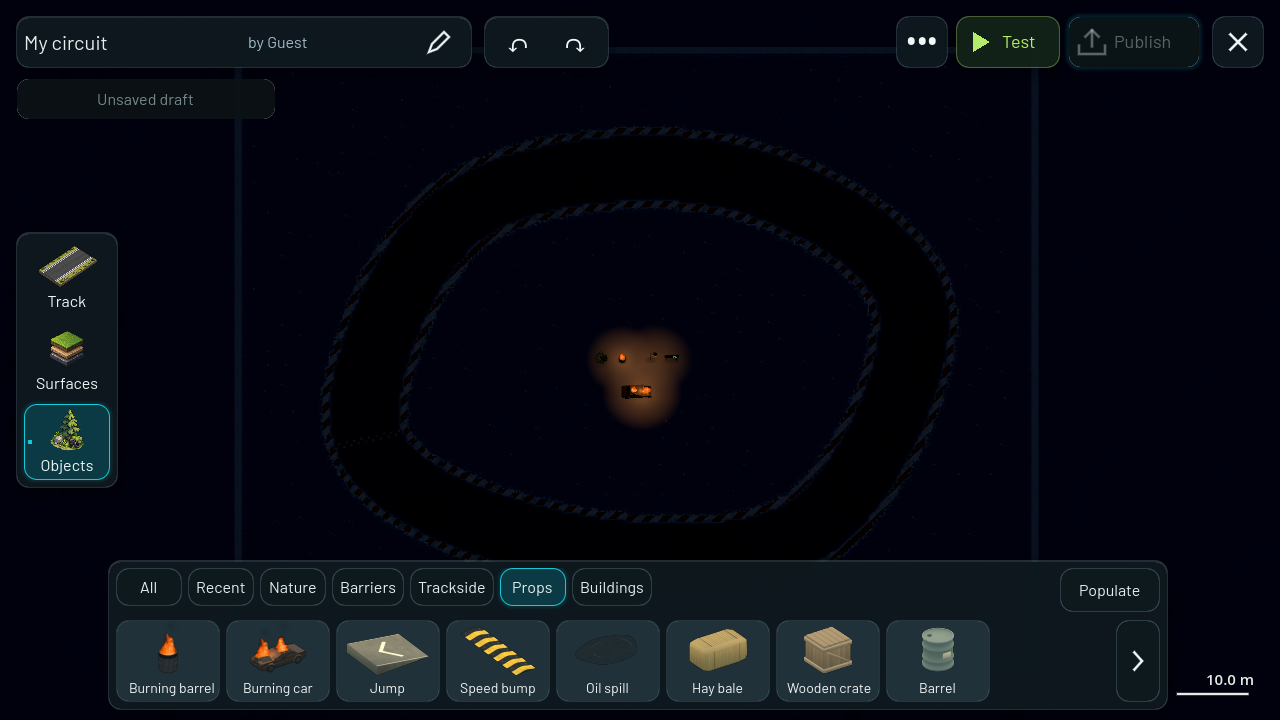 My circuit
by Guest
Test
Publish
Unsaved draft
Track
Surfaces
Objects
All
Recent
Nature
Barriers
Trackside
Props
Buildings
Populate
Burning barrel
Burning car
Jump
Speed bump
Oil spill
Hay bale
Wooden crate
Barrel
10.0 m